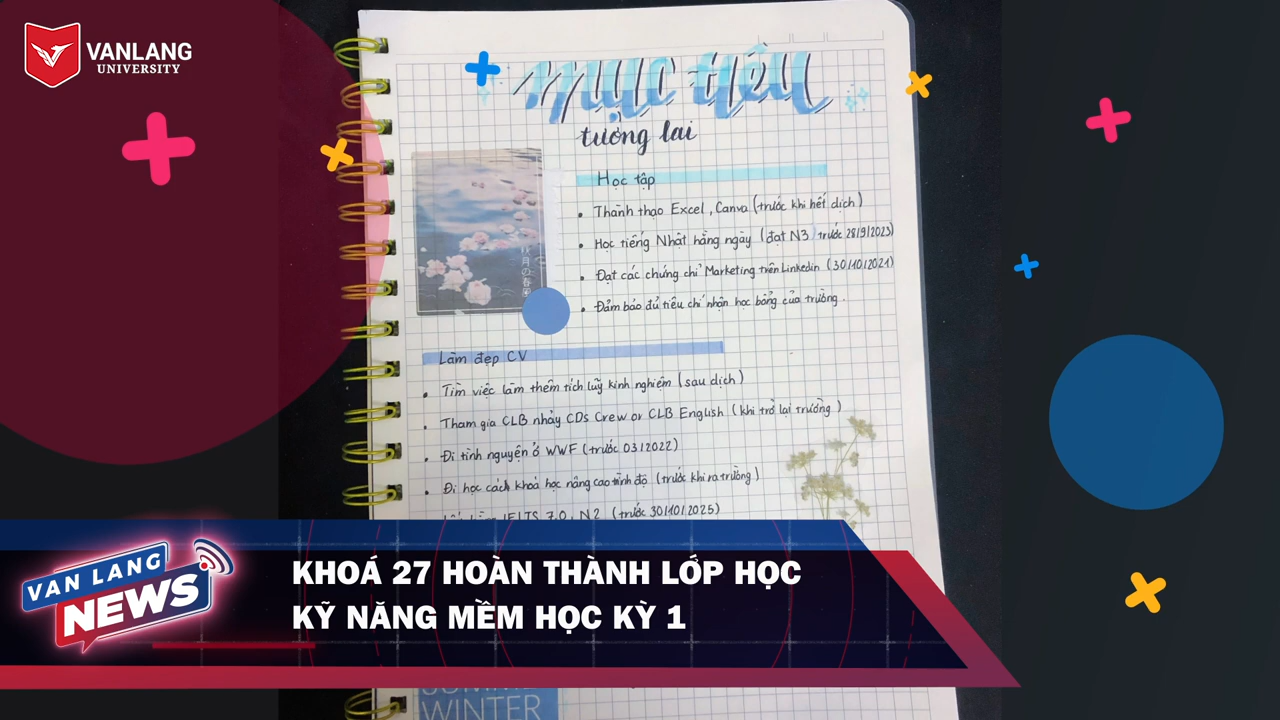 VANLANG
UNIVERSITY
mục tiêu
tương lai
Học tập
• Thành thạo Excel, Canva (trước khi hết dịch)
• Học tiếng Nhật hằng ngày (đạt N3 trước 28/9/2023)
• Đạt các chứng chỉ Marketing trên Linkedin (30/10/2021)
• Đảm bảo đủ tiêu chí nhận học bổng của trường.
Làm đẹp CV
• Tìm việc làm thêm tích luỹ kinh nghiệm (sau dịch)
• Tham gia CLB nhảy CDs Crew or CLB English (khi trở lại trường)
• Đi tình nguyện ở WWF (trước 03/2022)
• Đi học cách khoá học nâng cao trình độ (trước khi ra trường)
IELTS 7.0, N2 (trước 30/10/2025)
VAN LANG
NEWS
KHOÁ 27 HOÀN THÀNH LỚP HỌC
KỸ NĂNG MỀM HỌC KỲ 1
WINTER